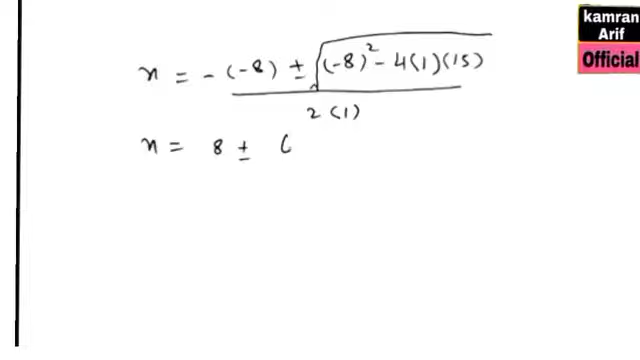 kamran
Arif
Official
x = -(-8) ± √(-8)² - 4(1)(15)
2(1)
x = 8 ± (